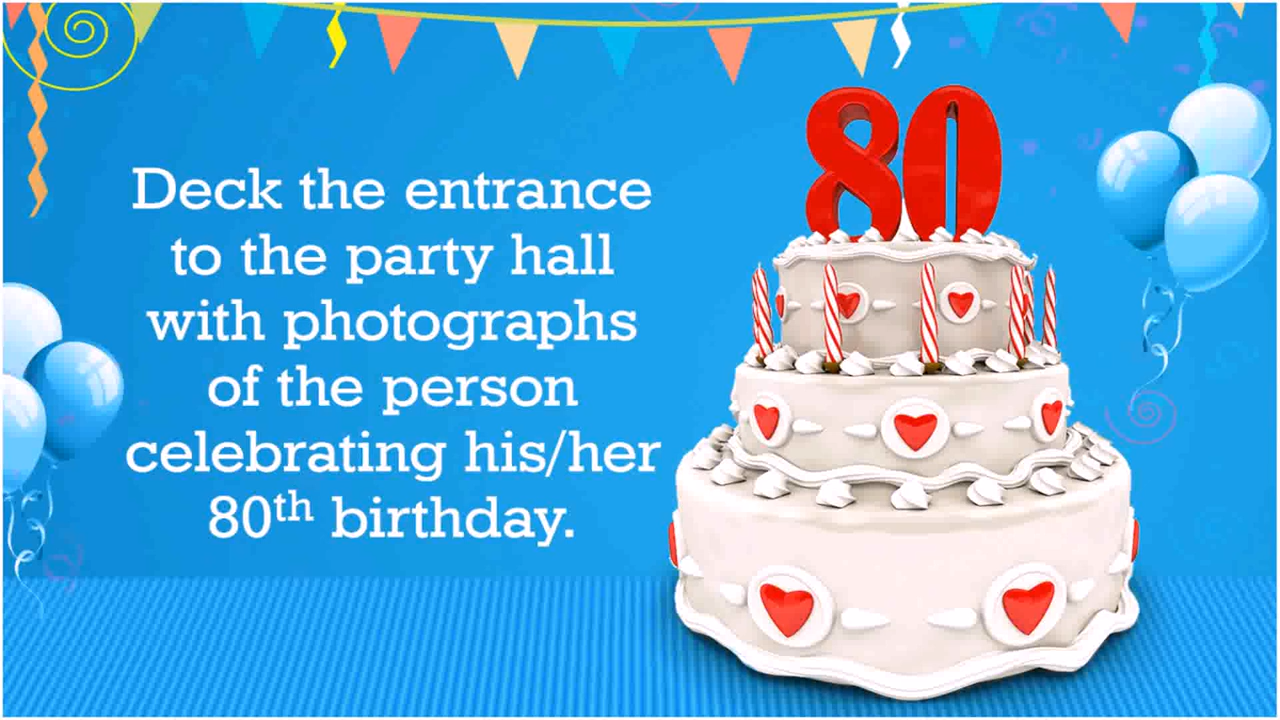 Deck the entrance
to the party hall
with photographs
of the person
celebrating his/her
80th birthday.
80